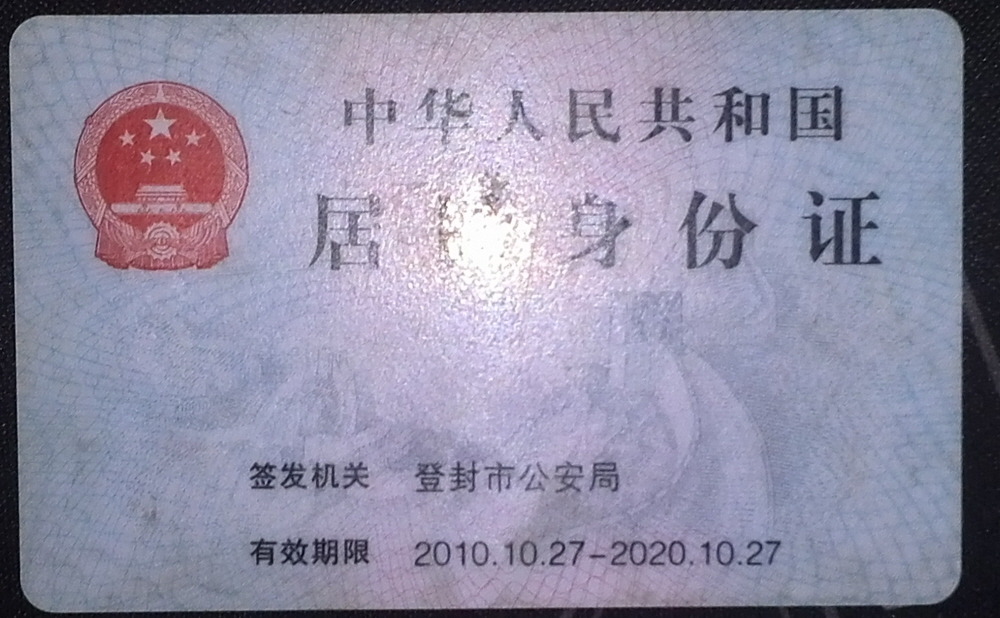 中华人民共和国
居民身份证
签发机关 登封市公安局
有效期限 2010.10.27-2020.10.27